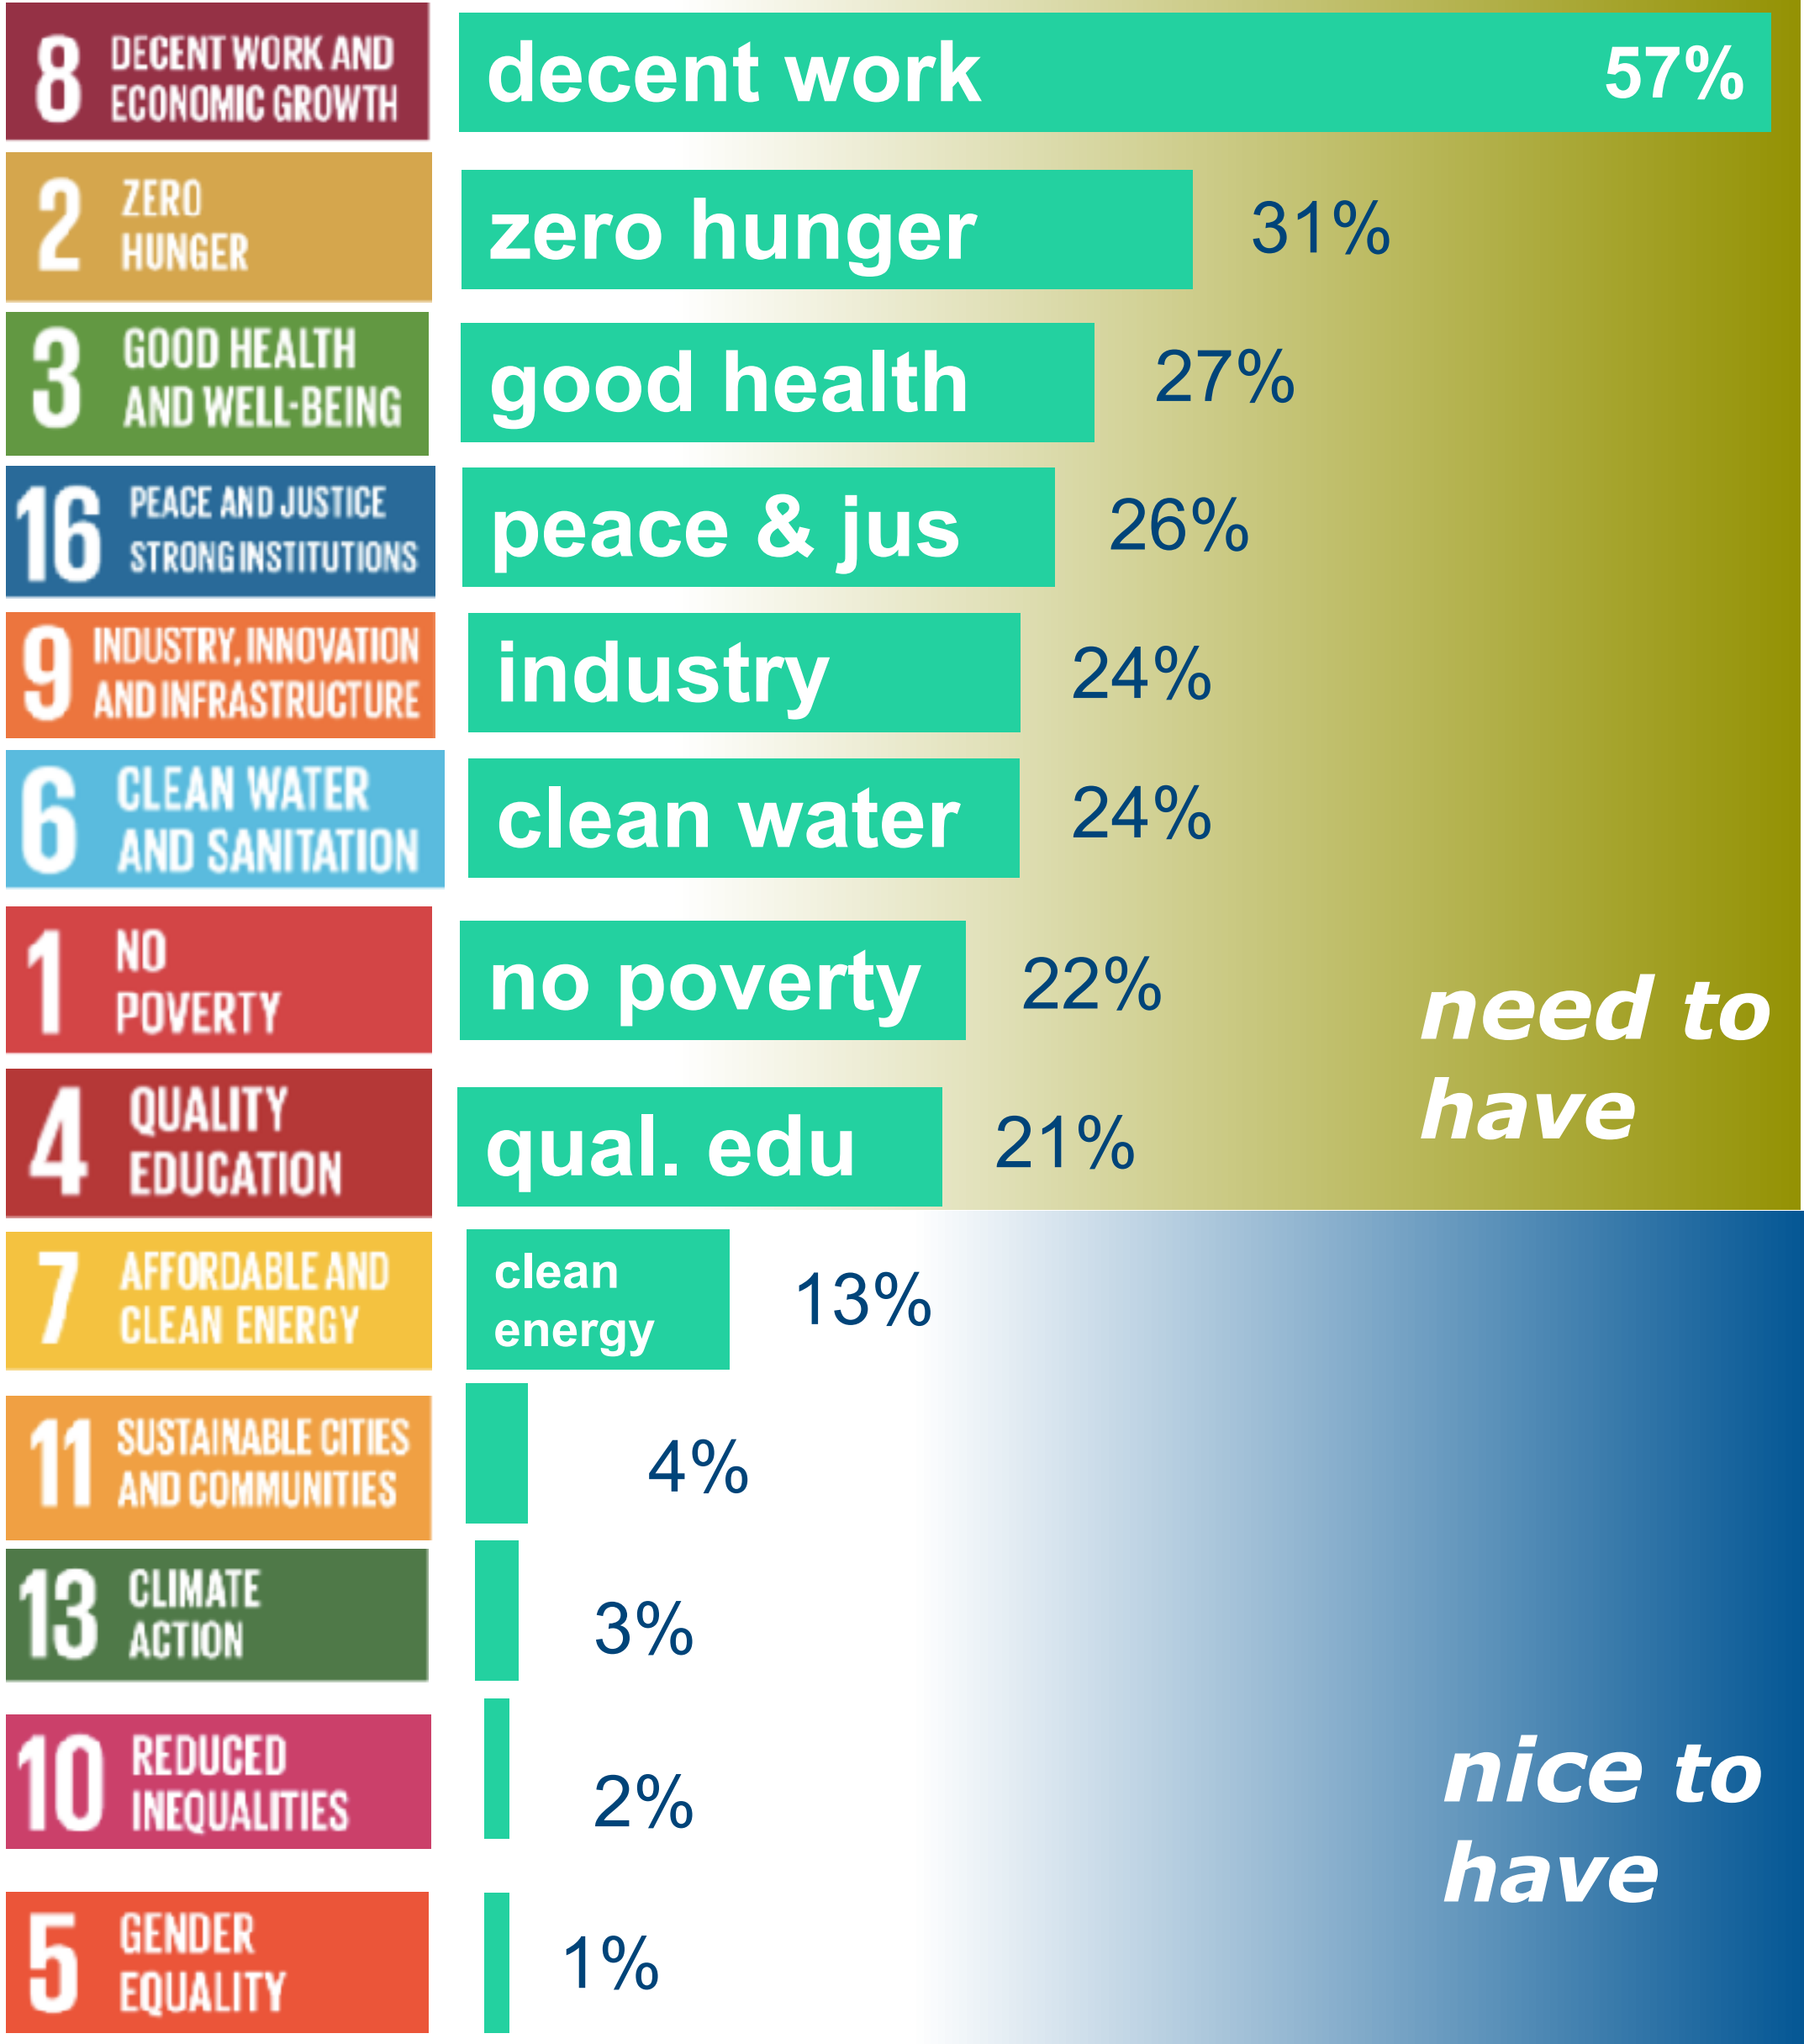 8 DECENT WORK AND
ECONOMIC GROWTH
decent work 57%
2 ZERO
HUNGER
zero hunger 31%
3 GOOD HEALTH
AND WELL-BEING
good health 27%
16 PEACE AND JUSTICE
STRONG INSTITUTIONS
peace & jus 26%
9 INDUSTRY, INNOVATION
AND INFRASTRUCTURE
industry 24%
6 CLEAN WATER
AND SANITATION
clean water 24%
1 NO
POVERTY
no poverty 22%
4 QUALITY
EDUCATION
qual. edu 21%
need to
have
7 AFFORDABLE AND
CLEAN ENERGY
clean
energy
13%
11 SUSTAINABLE CITIES
AND COMMUNITIES
4%
13 CLIMATE
ACTION
3%
10 REDUCED
INEQUALITIES
2%
5 GENDER
EQUALITY
1%
nice to
have